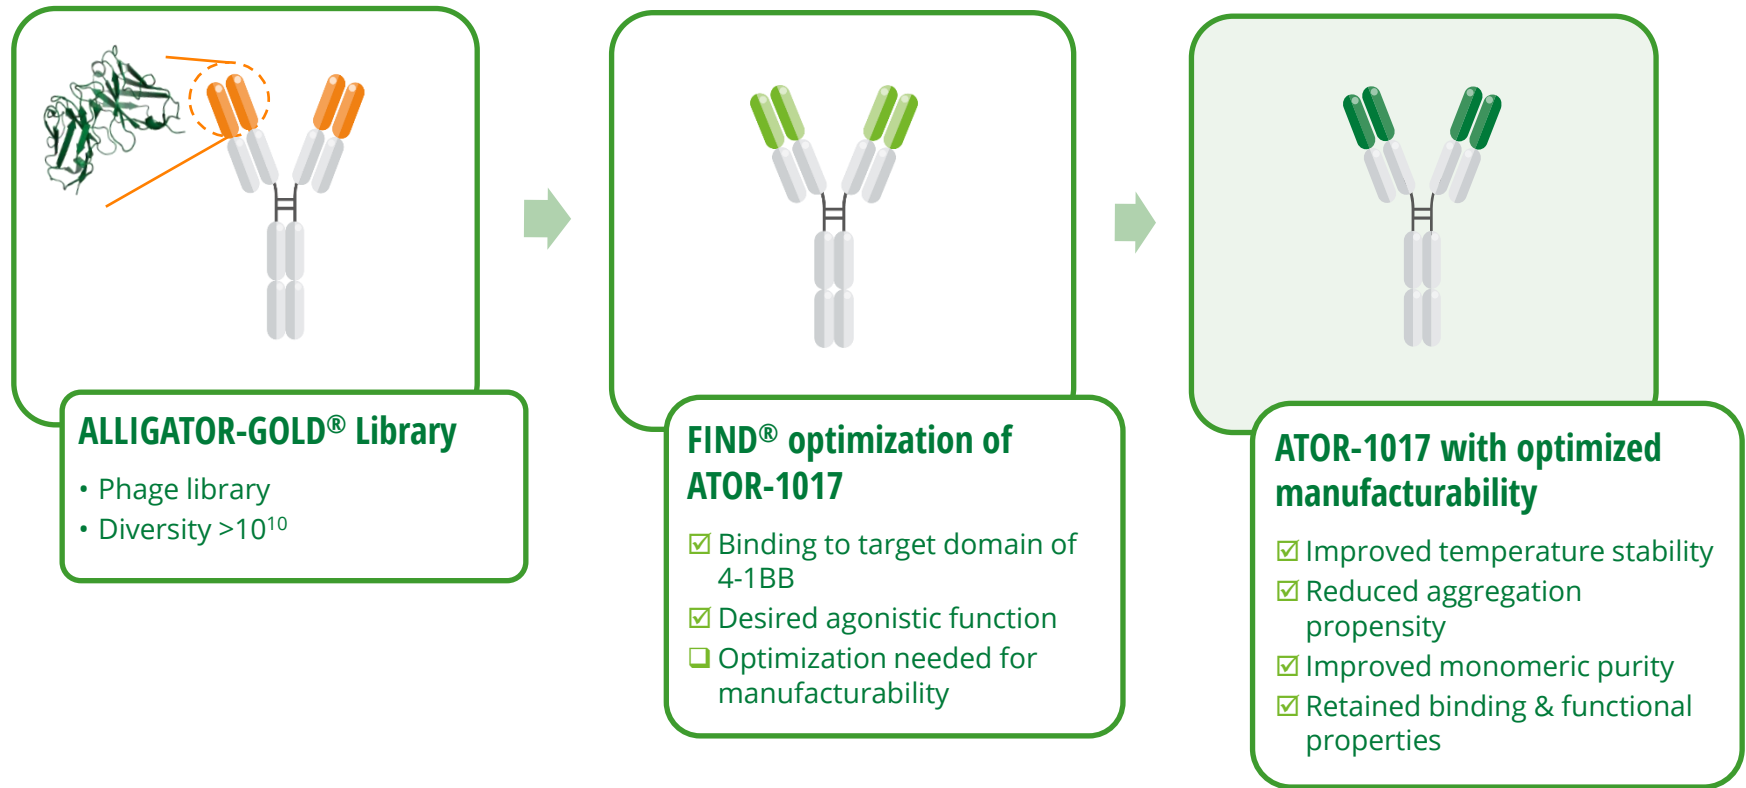 ALLIGATOR-GOLD® Library
• Phage library
• Diversity >10¹⁰
FIND® optimization of
ATOR-1017
☑ Binding to target domain of
4-1BB
☑ Desired agonistic function
❑ Optimization needed for
manufacturability
ATOR-1017 with optimized
manufacturability
☑ Improved temperature stability
☑ Reduced aggregation
propensity
☑ Improved monomeric purity
☑ Retained binding & functional
properties